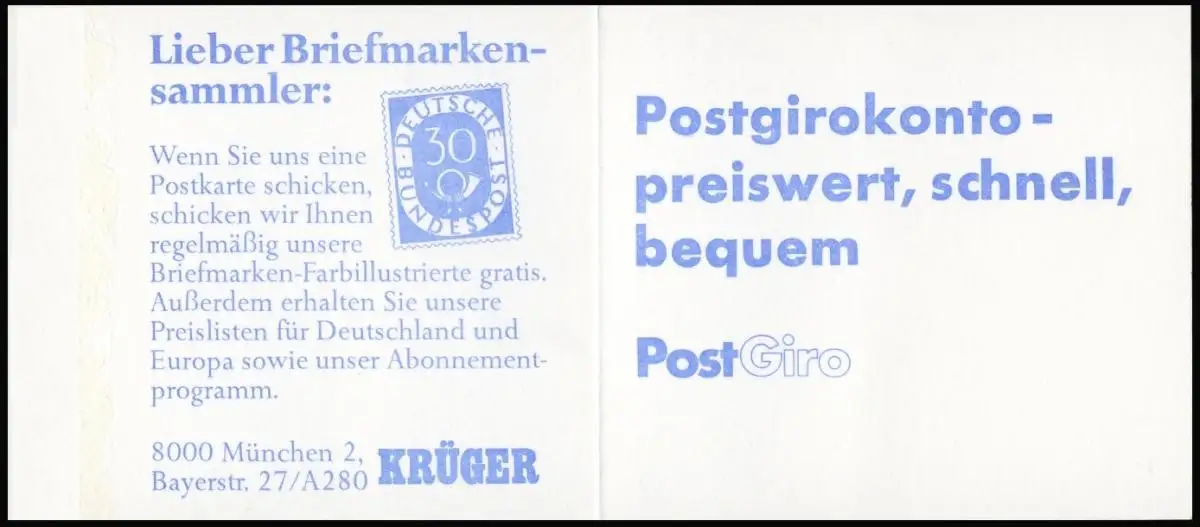 Lieber Briefmarken-
sammler:
DEUTSCHE
30
BUNDESPOST
Wenn Sie uns eine
Postkarte schicken,
schicken wir Ihnen
regelmäßig unsere
Briefmarken-Farbillustrierte gratis.
Außerdem erhalten Sie unsere
Preislisten für Deutschland und
Europa sowie unser Abonnement-
programm.
8000 München 2,
Bayerstr. 27/A280
KRÜGER
Postgirokonto -
preiswert, schnell,
bequem
PostGiro